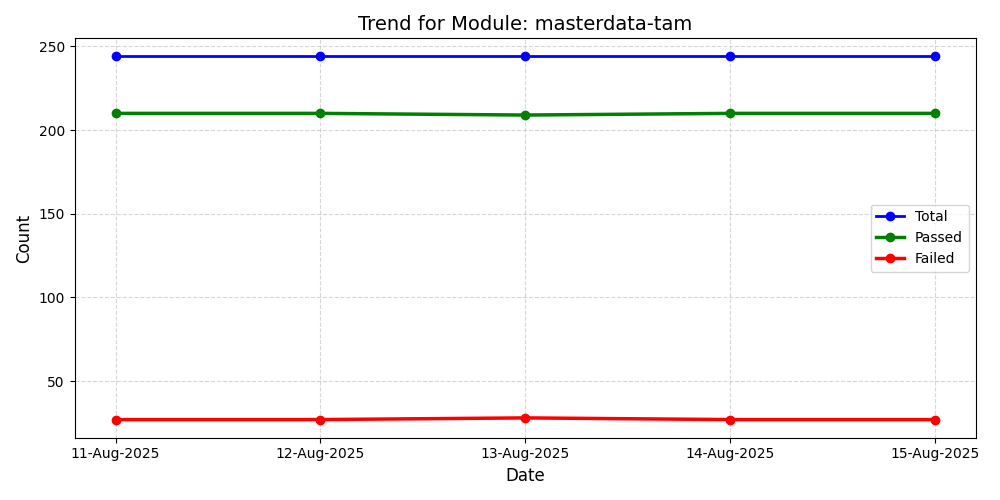 Trend for Module: masterdata-tam
250
200
150
100
50
Count
Total
Passed
Failed
11-Aug-2025
12-Aug-2025
13-Aug-2025
14-Aug-2025
15-Aug-2025
Date